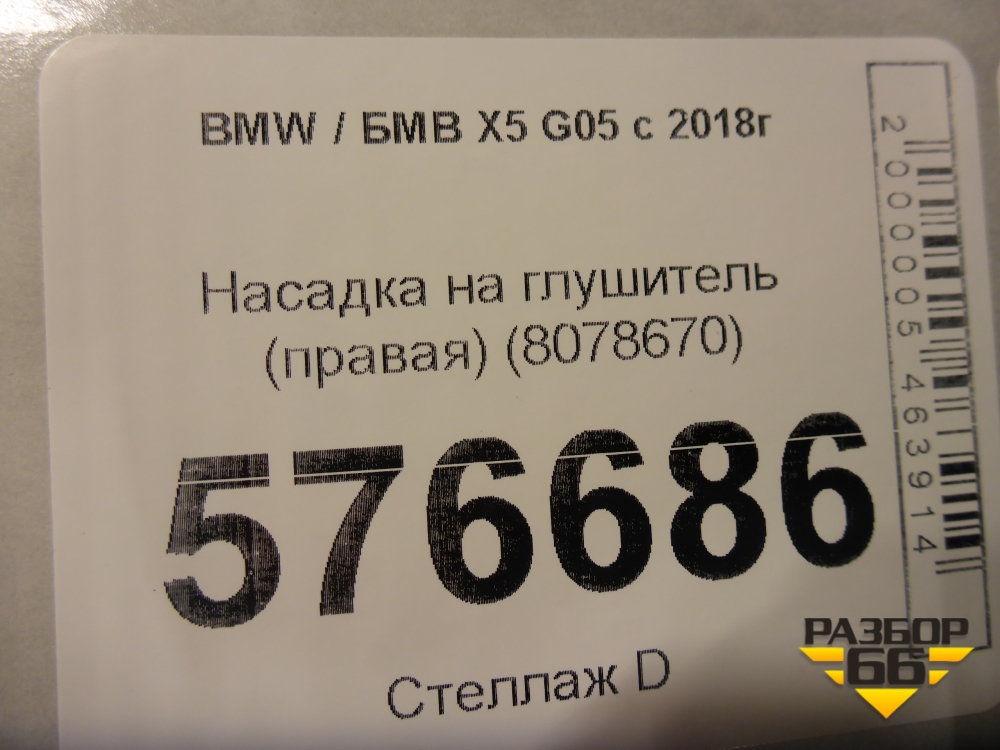 BMW / БМВ X5 G05 с 2018г
Насадка на глушитель
(правая) (8078670)
576686
Стеллаж D
2000005463914
РАЗБОР
66